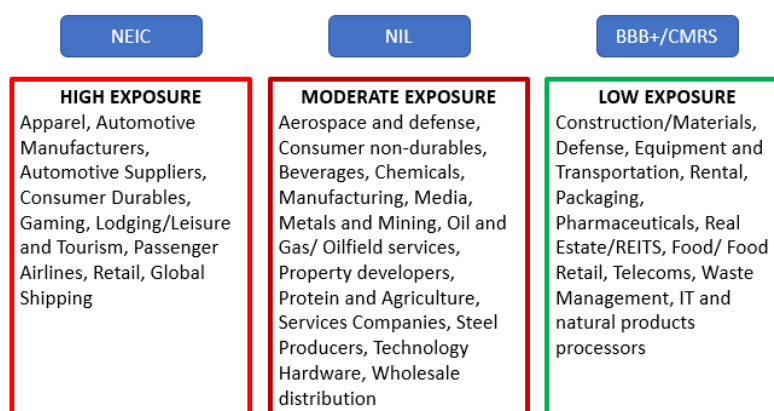 NEIC
NIL
BBB+/CMRS
HIGH EXPOSURE
Apparel, Automotive
Manufacturers,
Automotive Suppliers,
Consumer Durables,
Gaming, Lodging/Leisure
and Tourism, Passenger
Airlines, Retail, Global
Shipping
MODERATE EXPOSURE
Aerospace and defense,
Consumer non-durables,
Beverages, Chemicals,
Manufacturing, Media,
Metals and Mining, Oil and
Gas/ Oilfield services,
Property developers,
Protein and Agriculture,
Services Companies, Steel
Producers, Technology
Hardware, Wholesale
distribution
LOW EXPOSURE
Construction/Materials,
Defense, Equipment and
Transportation, Rental,
Packaging,
Pharmaceuticals, Real
Estate/REITS, Food/ Food
Retail, Telecoms, Waste
Management, IT and
natural products
processors